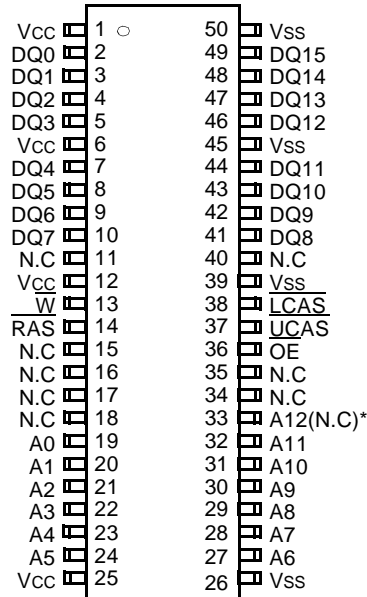 Vcc 1 50 Vss
DQ0 2 49 DQ15
DQ1 3 48 DQ14
DQ2 4 47 DQ13
DQ3 5 46 DQ12
Vcc 6 45 Vss
DQ4 7 44 DQ11
DQ5 8 43 DQ10
DQ6 9 42 DQ9
DQ7 10 41 DQ8
N.C 11 40 N.C
Vcc 12 39 Vss
W 13 38 LCAS
RAS 14 37 UCAS
N.C 15 36 OE
N.C 16 35 N.C
N.C 17 34 N.C
N.C 18 33 A12(N.C)*
A0 19 32 A11
A1 20 31 A10
A2 21 30 A9
A3 22 29 A8
A4 23 28 A7
A5 24 27 A6
Vcc 25 26 Vss